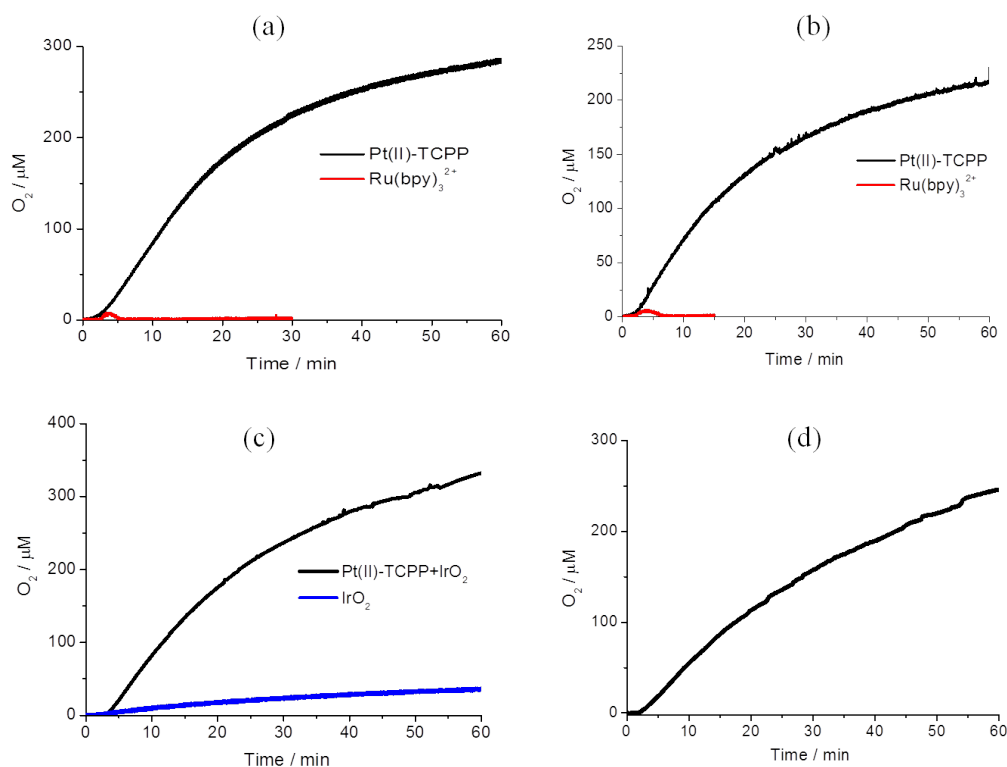 (a)
300
200
100
0
O₂ / μM
Pt(II)-TCPP
Ru(bpy)₃²⁺
0 10 20 30 40 50 60
Time / min
(b)
250
200
150
100
50
0
O₂ / μM
Pt(II)-TCPP
Ru(bpy)₃²⁺
0 10 20 30 40 50 60
Time / min
(c)
400
300
200
100
0
O₂ / μM
Pt(II)-TCPP+IrO₂
IrO₂
0 10 20 30 40 50 60
Time / min
(d)
300
200
100
0
O₂ / μM
0 10 20 30 40 50 60
Time / min